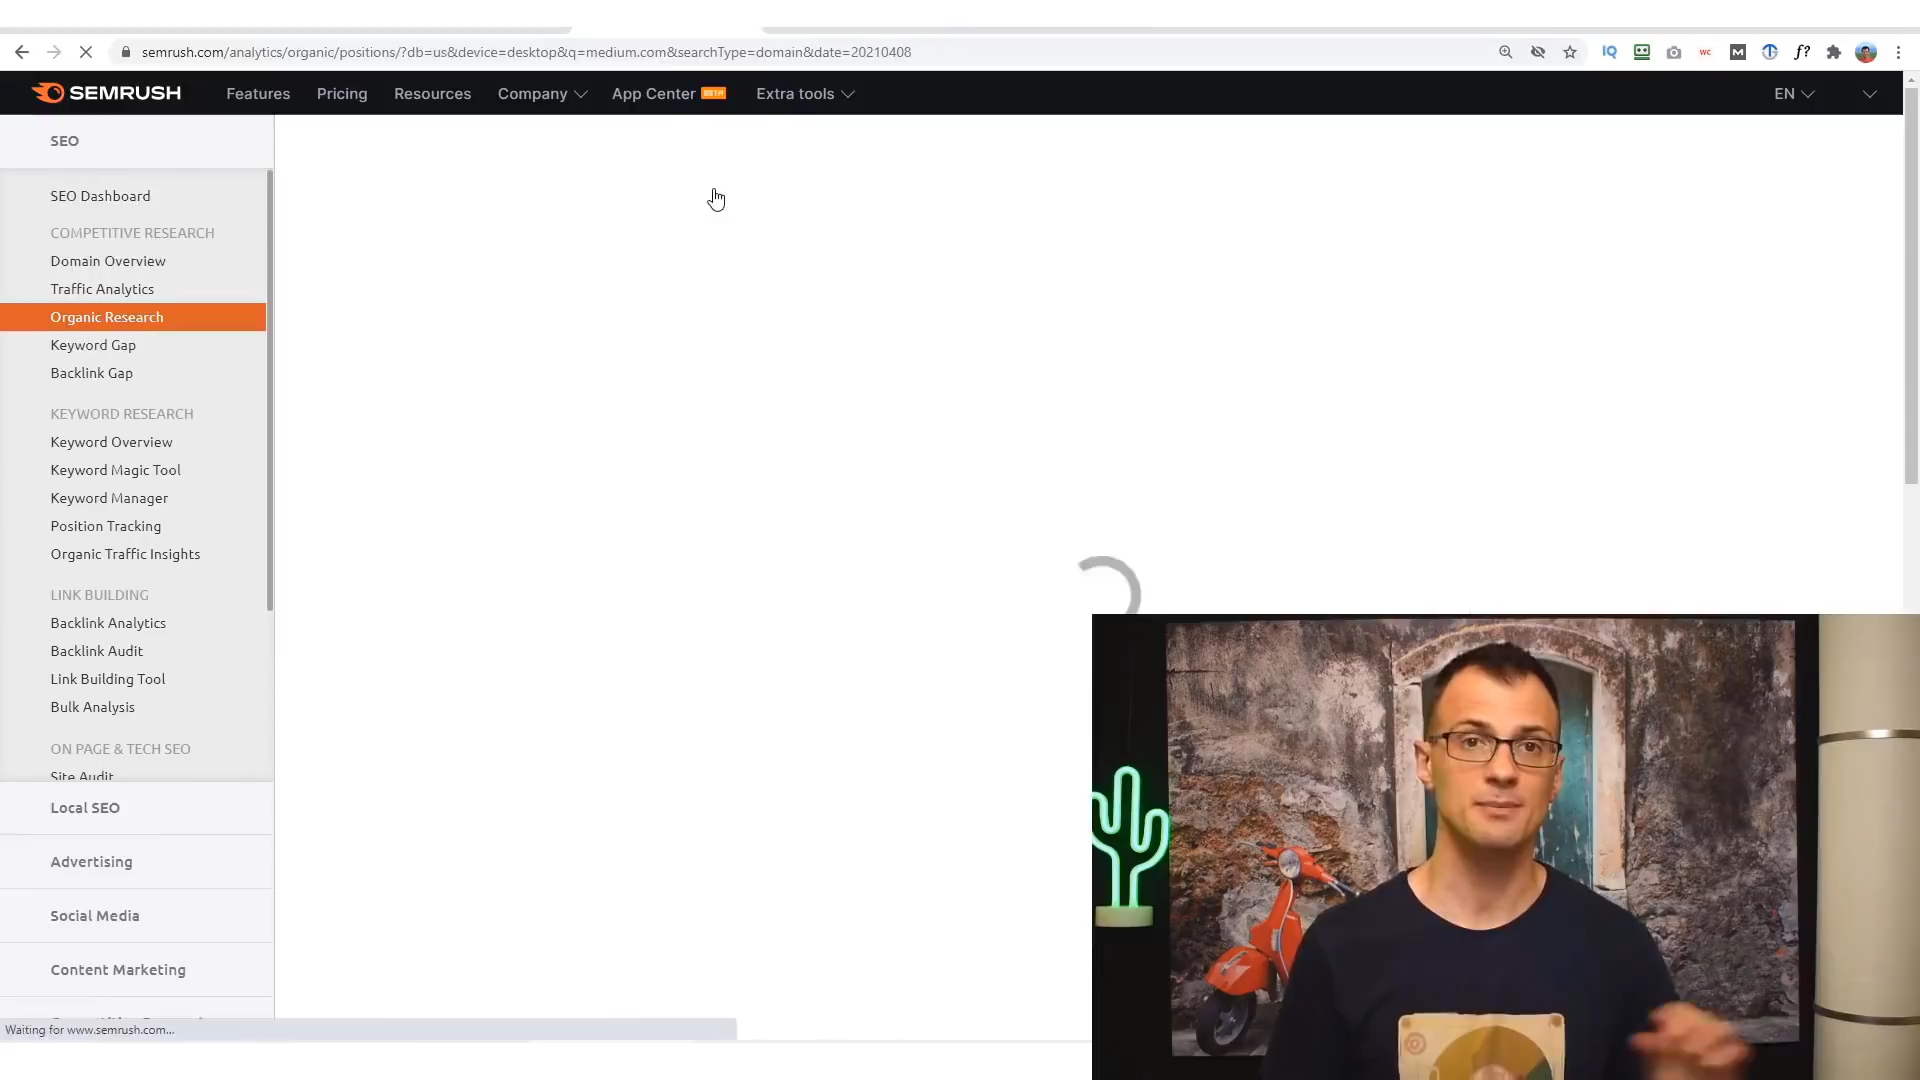 semrush.com/analytics/organic/positions/?db=us&device=desktop&q=medium.com&searchType=domain&date=20210408
IQ
wc
M
f?
SEMRUSH
Features
Pricing
Resources
Company
App Center BETA
Extra tools
EN
SEO
SEO Dashboard
COMPETITIVE RESEARCH
Domain Overview
Traffic Analytics
Organic Research
Keyword Gap
Backlink Gap
KEYWORD RESEARCH
Keyword Overview
Keyword Magic Tool
Keyword Manager
Position Tracking
Organic Traffic Insights
LINK BUILDING
Backlink Analytics
Backlink Audit
Link Building Tool
Bulk Analysis
ON PAGE & TECH SEO
Site Audit
Local SEO
Advertising
Social Media
Content Marketing
Waiting for www.semrush.com...